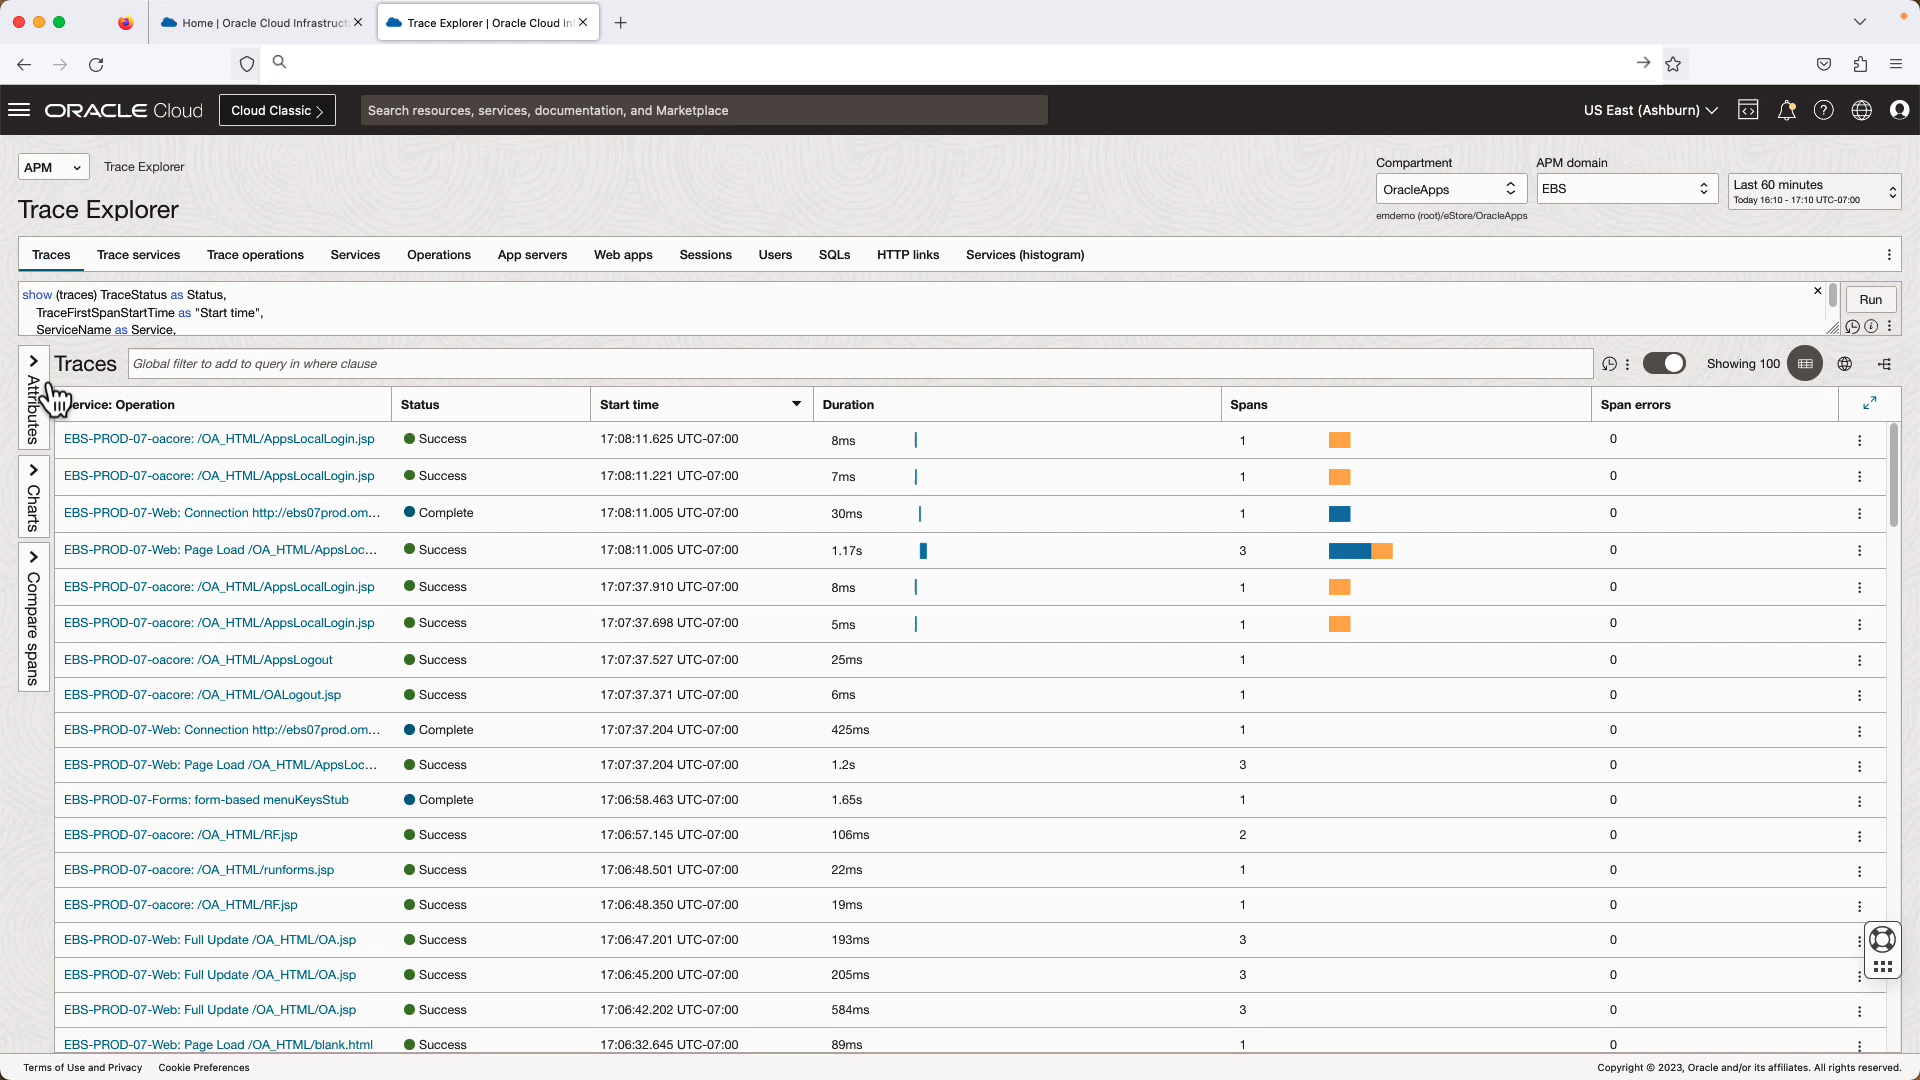 Home | Oracle Cloud Infrastruct
Trace Explorer | Oracle Cloud In
ORACLE Cloud
Cloud Classic
Search resources, services, documentation, and Marketplace
US East (Ashburn)
APM
Trace Explorer
Compartment
APM domain
OracleApps
EBS
Last 60 minutes
Today 16:10 - 17:10 UTC-07:00
emdemo (root)/eStore/OracleApps
Trace Explorer
Traces Trace services Trace operations Services Operations App servers Web apps Sessions Users SQLs HTTP links Services (histogram)
show (traces) TraceStatus as Status,
TraceFirstSpanStartTime as "Start time",
ServiceName as Service,
Run
Attributes
Charts
Compare spans
Traces
Global filter to add to query in where clause
Showing 100
ervice: Operation Status Start time Duration Spans Span errors
EBS-PROD-07-oacore: /OA_HTML/AppsLocalLogin.jsp Success 17:08:11.625 UTC-07:00 8ms 1 0
EBS-PROD-07-oacore: /OA_HTML/AppsLocalLogin.jsp Success 17:08:11.221 UTC-07:00 7ms 1 0
EBS-PROD-07-Web: Connection http://ebs07prod.om... Complete 17:08:11.005 UTC-07:00 30ms 1 0
EBS-PROD-07-Web: Page Load /OA_HTML/AppsLoc... Success 17:08:11.005 UTC-07:00 1.17s 3 0
EBS-PROD-07-oacore: /OA_HTML/AppsLocalLogin.jsp Success 17:07:37.910 UTC-07:00 8ms 1 0
EBS-PROD-07-oacore: /OA_HTML/AppsLocalLogin.jsp Success 17:07:37.698 UTC-07:00 5ms 1 0
EBS-PROD-07-oacore: /OA_HTML/AppsLogout Success 17:07:37.527 UTC-07:00 25ms 1 0
EBS-PROD-07-oacore: /OA_HTML/OALogout.jsp Success 17:07:37.371 UTC-07:00 6ms 1 0
EBS-PROD-07-Web: Connection http://ebs07prod.om... Complete 17:07:37.204 UTC-07:00 425ms 1 0
EBS-PROD-07-Web: Page Load /OA_HTML/AppsLoc... Success 17:07:37.204 UTC-07:00 1.2s 3 0
EBS-PROD-07-Forms: form-based menuKeysStub Complete 17:06:58.463 UTC-07:00 1.65s 1 0
EBS-PROD-07-oacore: /OA_HTML/RF.jsp Success 17:06:57.145 UTC-07:00 106ms 2 0
EBS-PROD-07-oacore: /OA_HTML/runforms.jsp Success 17:06:48.501 UTC-07:00 22ms 1 0
EBS-PROD-07-oacore: /OA_HTML/RF.jsp Success 17:06:48.350 UTC-07:00 19ms 1 0
EBS-PROD-07-Web: Full Update /OA_HTML/OA.jsp Success 17:06:47.201 UTC-07:00 193ms 3 0
EBS-PROD-07-Web: Full Update /OA_HTML/OA.jsp Success 17:06:45.200 UTC-07:00 205ms 3 0
EBS-PROD-07-Web: Full Update /OA_HTML/OA.jsp Success 17:06:42.202 UTC-07:00 584ms 3 0
EBS-PROD-07-Web: Page Load /OA_HTML/blank.html Success 17:06:32.645 UTC-07:00 89ms 1 0
Terms of Use and Privacy Cookie Preferences
Copyright © 2023, Oracle and/or its affiliates. All rights reserved.